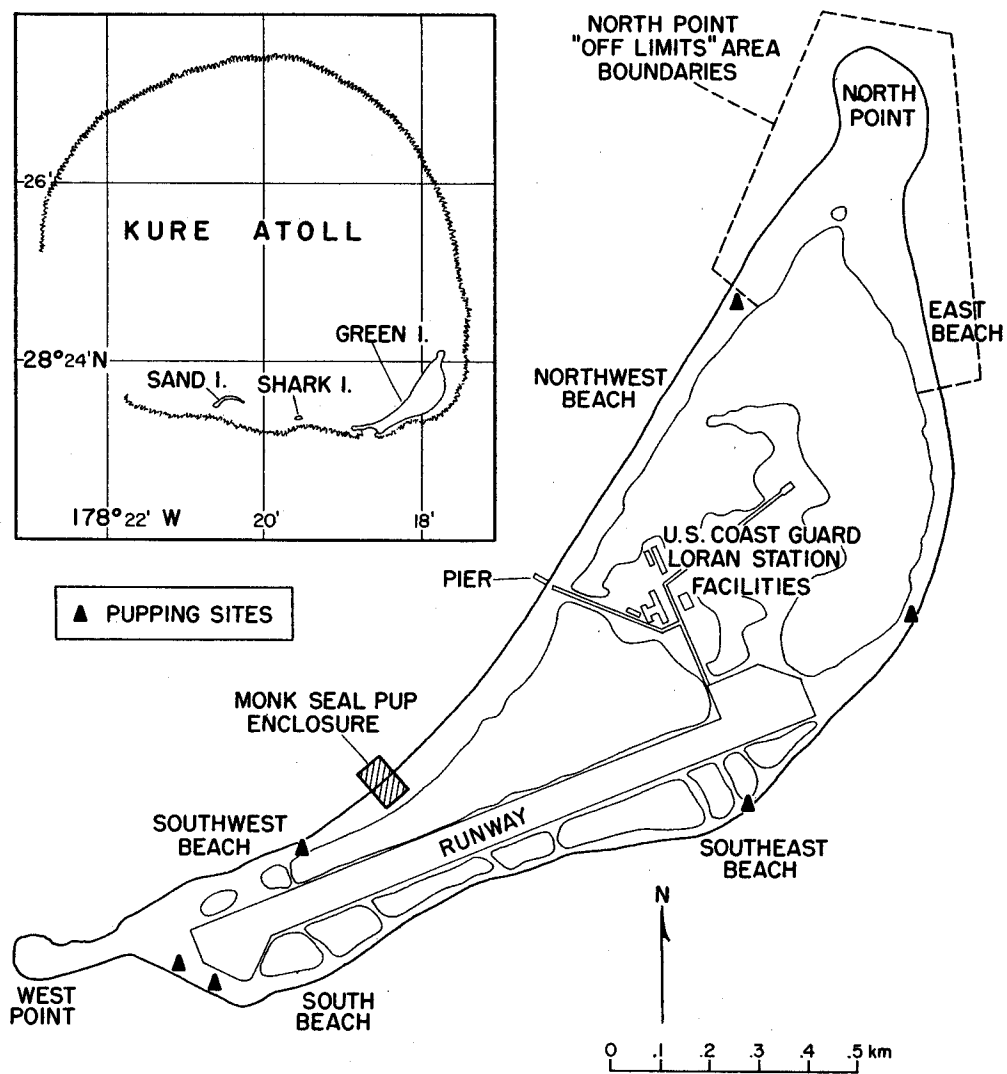 NORTH POINT
"OFF LIMITS" AREA
BOUNDARIES
NORTH
POINT
26'
KURE ATOLL
EAST
BEACH
GREEN I.
28°24'N
SAND I.
SHARK I.
NORTHWEST
BEACH
178°22' W
20'
18'
U.S. COAST GUARD
LORAN STATION
FACILITIES
PIER
▲ PUPPING SITES
MONK SEAL PUP
ENCLOSURE
SOUTHWEST
BEACH
RUNWAY
SOUTHEAST
BEACH
N
WEST
POINT
SOUTH
BEACH
0 .1 .2 .3 .4 .5 km